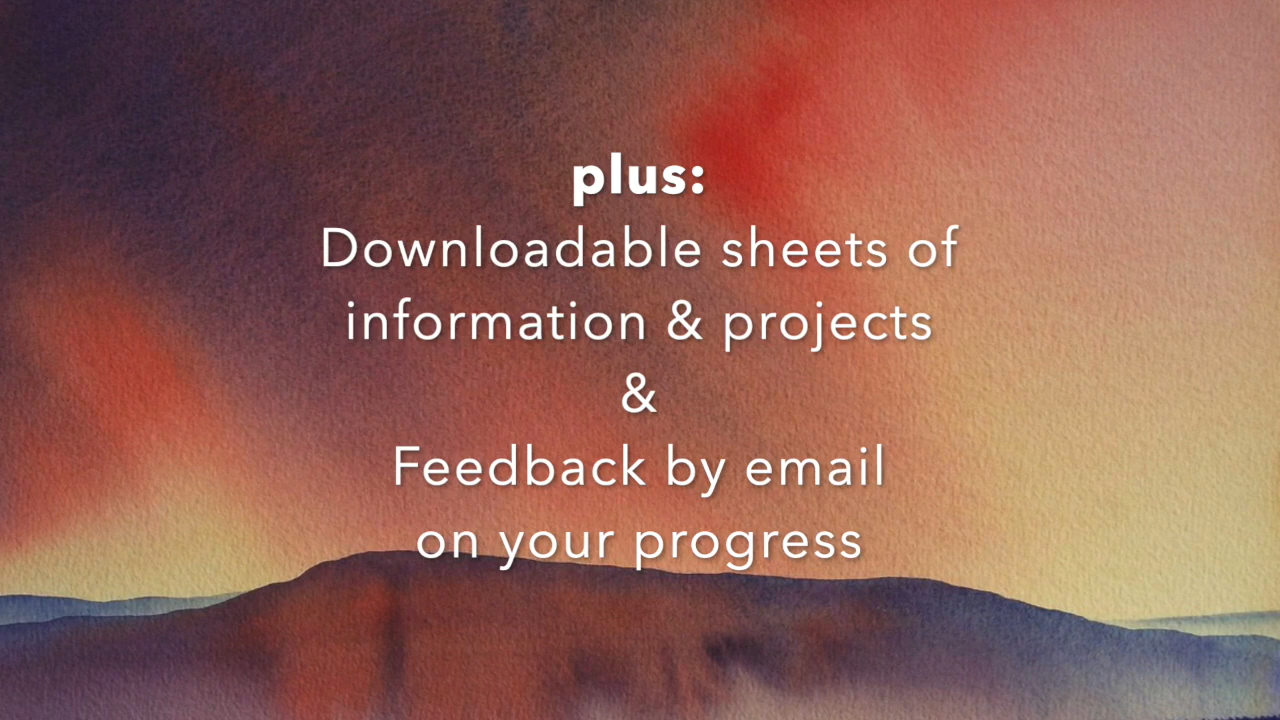 plus:
Downloadable sheets of
information & projects
&
Feedback by email
on your progress